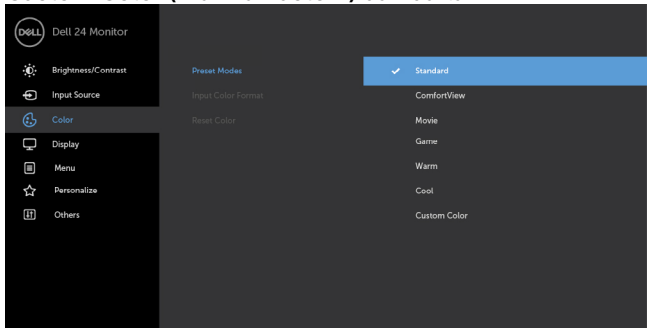 DELL Dell 24 Monitor
Brightness/Contrast Preset Modes ✓ Standard
Input Source Input Color Format ComfortView
Color Reset Color Movie
Display Game
Menu Warm
Personalize Cool
Others Custom Color